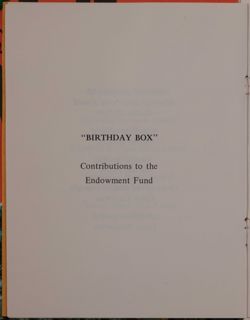 "BIRTHDAY BOX"
Contributions to the
Endowment Fund